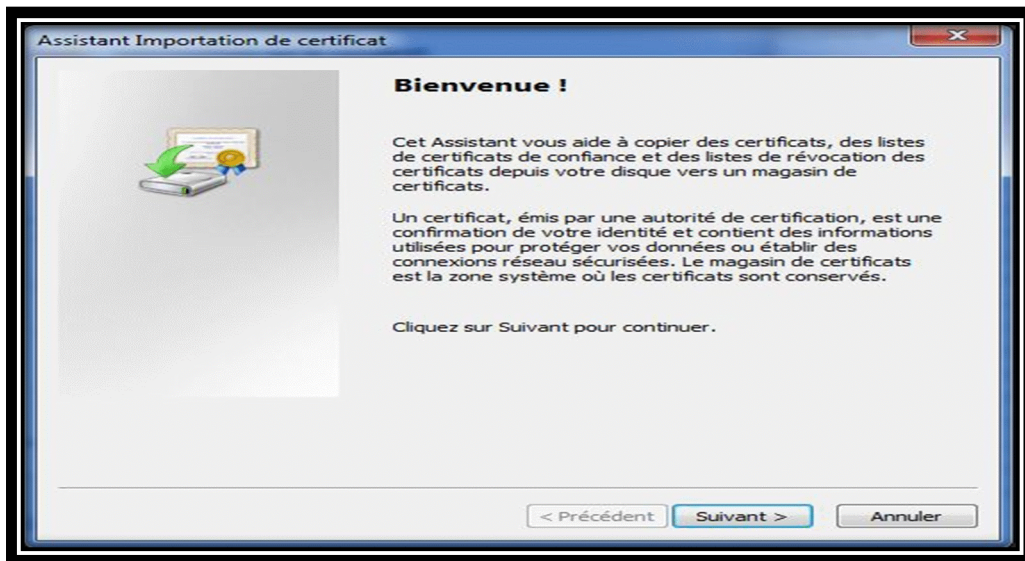 Assistant Importation de certificat
Bienvenue !
Cet Assistant vous aide à copier des certificats, des listes
de certificats de confiance et des listes de révocation des
certificats depuis votre disque vers un magasin de
certificats.
Un certificat, émis par une autorité de certification, est une
confirmation de votre identité et contient des informations
utilisées pour protéger vos données ou établir des
connexions réseau sécurisées. Le magasin de certificats
est la zone système où les certificats sont conservés.
Cliquez sur Suivant pour continuer.
< Précédent Suivant > Annuler